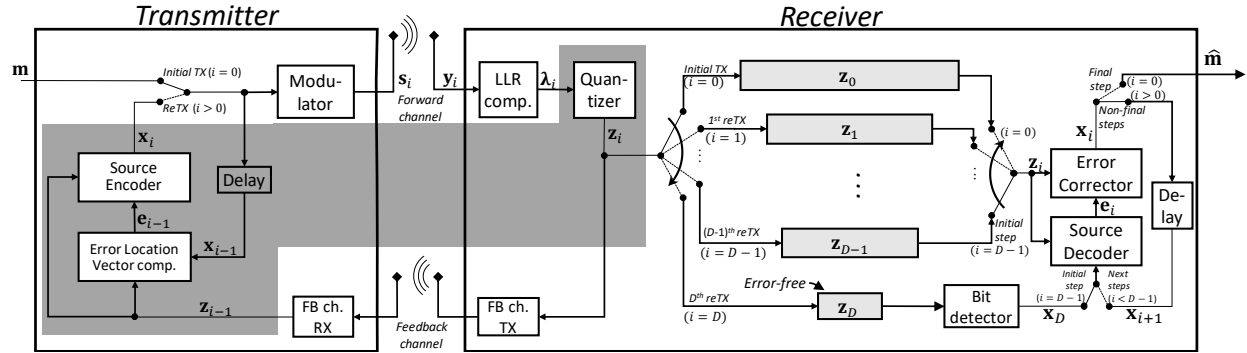 Transmitter
Receiver
m
Initial TX (i = 0)
ReTX (i > 0)
Modu-
lator
s_i
Forward
channel
y_i
LLR
comp.
λ_i
Quan-
tizer
z_i
x_i
Source
Encoder
Delay
e_{i−1}
Error Location
Vector comp.
x_{i−1}
z_{i−1}
FB ch.
RX
Feedback
channel
FB ch.
TX
Initial TX
(i = 0)
z_0
1st reTX
(i = 1)
z_1
⋮
(D-1)th reTX
(i = D − 1)
z_{D−1}
Dth reTX
(i = D)
Error-free
z_D
Bit
detector
(i = 0)
Initial
step
(i = D − 1)
z_i
Error
Corrector
e_i
Source
Decoder
Initial
step
(i = D − 1)
x_D
Next
steps
(i < D − 1)
x_{i+1}
De-
lay
x_i
Final
step
(i = 0)
(i > 0)
Non-final
steps
m̂